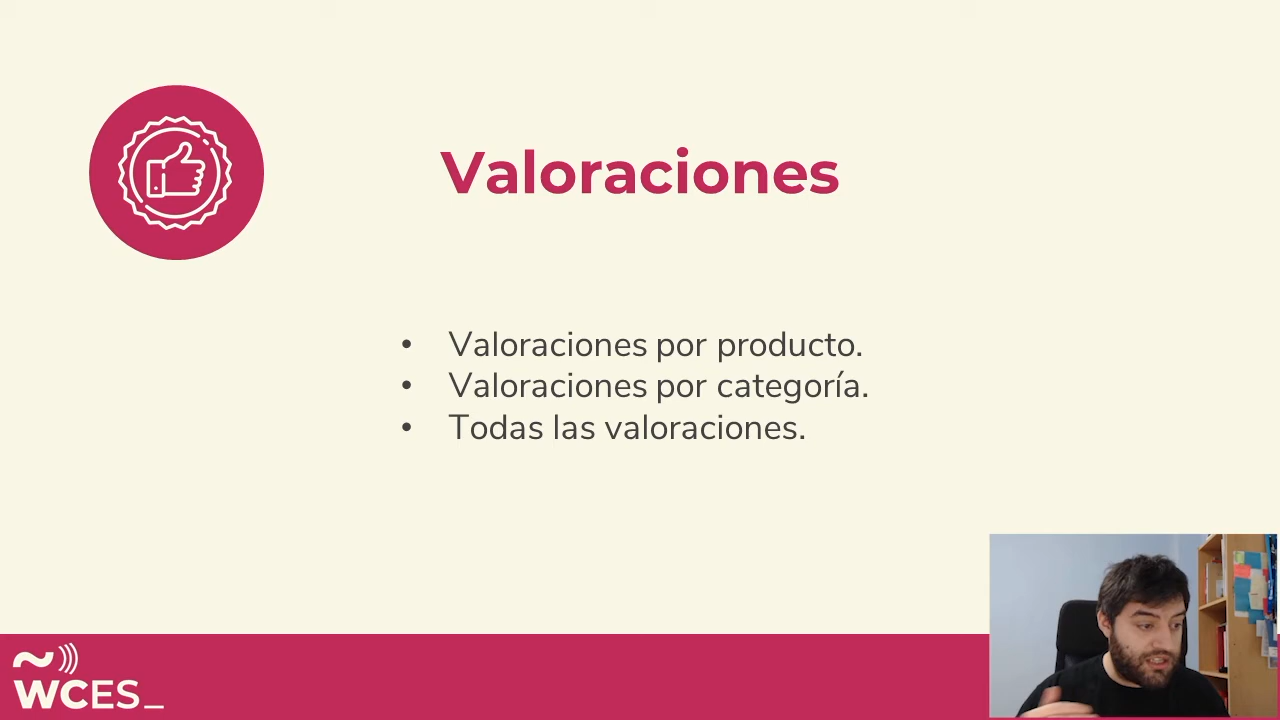 Valoraciones
• Valoraciones por producto.
• Valoraciones por categoría.
• Todas las valoraciones.
WCES_